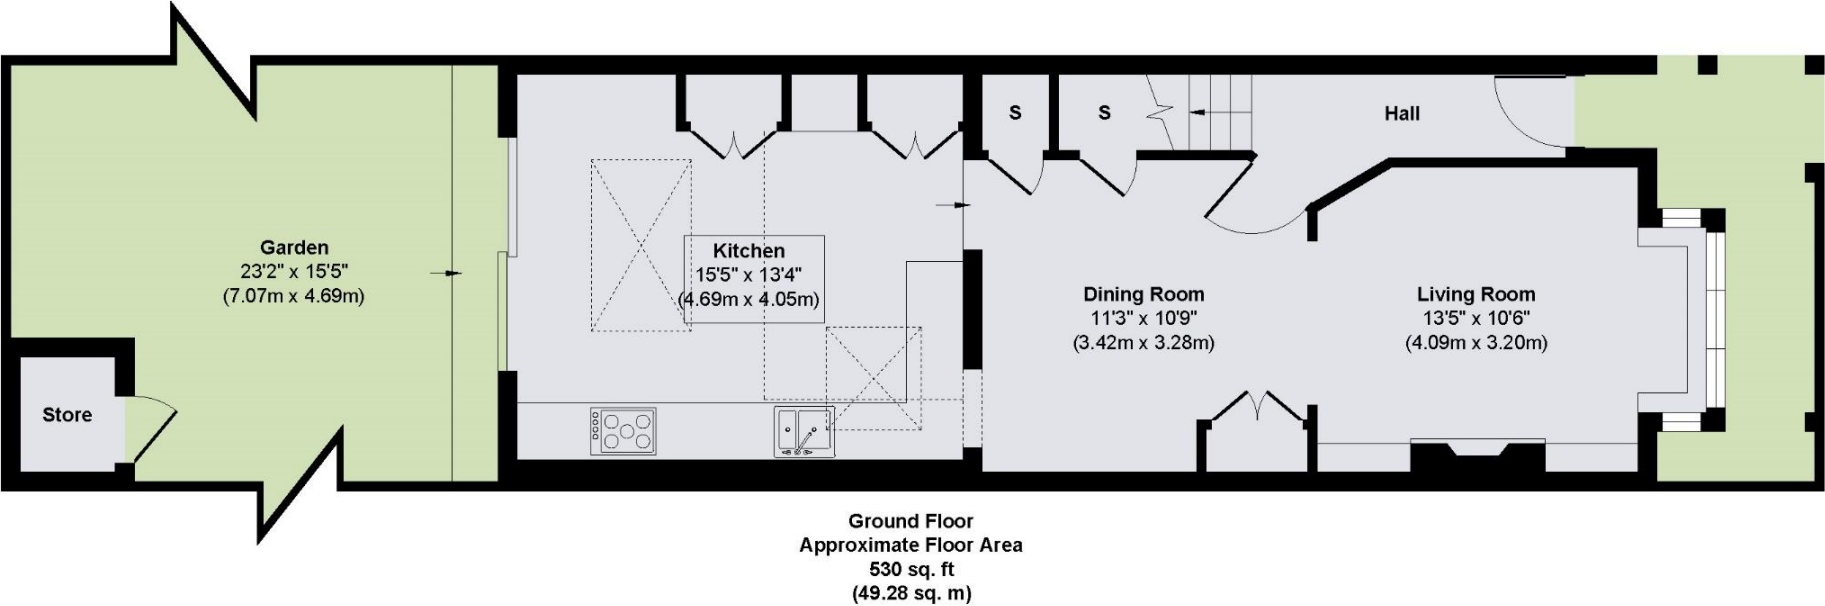 Garden
23'2" x 15'5"
(7.07m x 4.69m)
Store
Kitchen
15'5" x 13'4"
(4.69m x 4.05m)
S
S
Hall
Dining Room
11'3" x 10'9"
(3.42m x 3.28m)
Living Room
13'5" x 10'6"
(4.09m x 3.20m)
Ground Floor
Approximate Floor Area
530 sq. ft
(49.28 sq. m)